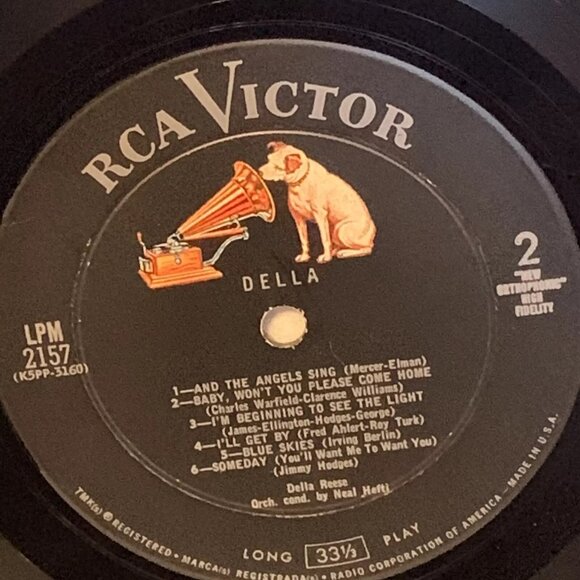 RCA VICTOR
DELLA
2
"NEW
ORTHOPHONIC"
HIGH
FIDELITY
LPM
2157
(K5PP-3160)
1—AND THE ANGELS SING (Mercer-Elman)
2—BABY, WON'T YOU PLEASE COME HOME
(Charles Warfield-Clarence Williams)
3—I'M BEGINNING TO SEE THE LIGHT
(James-Ellington-Hodges-George)
4—I'LL GET BY (Fred Ahlert-Roy Turk)
5—BLUE SKIES (Irving Berlin)
6—SOMEDAY (You'll Want Me To Want You)
(Jimmy Hodges)
Della Reese
Orch. cond. by Neal Hefti
LONG 33⅓ PLAY
TMK(s) ® REGISTERED • MARCA(s) REGISTRADA(s) • RADIO CORPORATION OF AMERICA – MADE IN U.S.A.